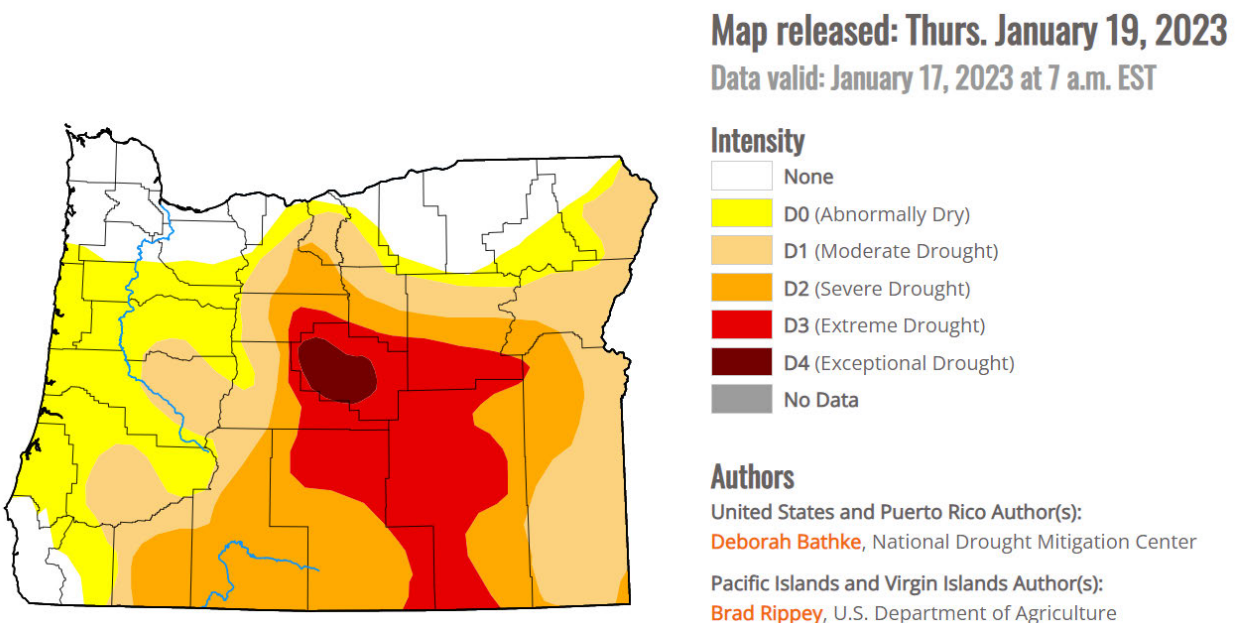 Map released: Thurs. January 19, 2023
Data valid: January 17, 2023 at 7 a.m. EST
Intensity
None
D0 (Abnormally Dry)
D1 (Moderate Drought)
D2 (Severe Drought)
D3 (Extreme Drought)
D4 (Exceptional Drought)
No Data
Authors
United States and Puerto Rico Author(s):
Deborah Bathke, National Drought Mitigation Center
Pacific Islands and Virgin Islands Author(s):
Brad Rippey, U.S. Department of Agriculture